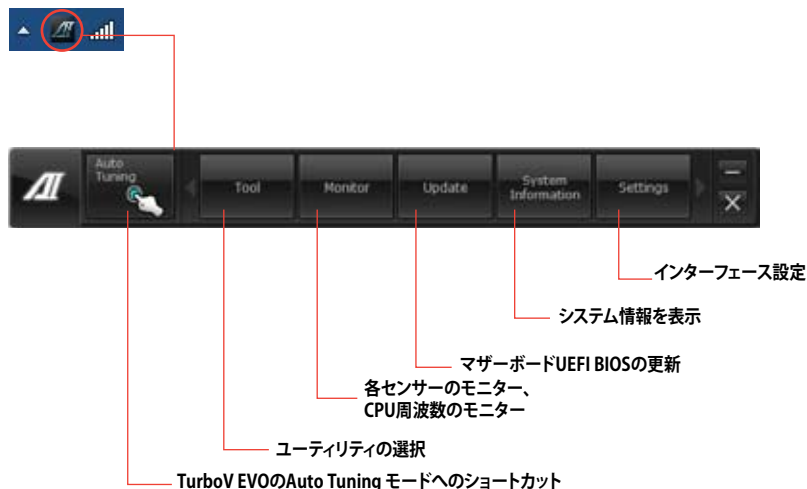 Auto
Tuning
Tool
Monitor
Update
System
Information
Settings
インターフェース設定
システム情報を表示
マザーボードUEFI BIOSの更新
各センサーのモニター、
CPU周波数のモニター
ユーティリティの選択
TurboV EVOのAuto Tuning モードへのショートカット